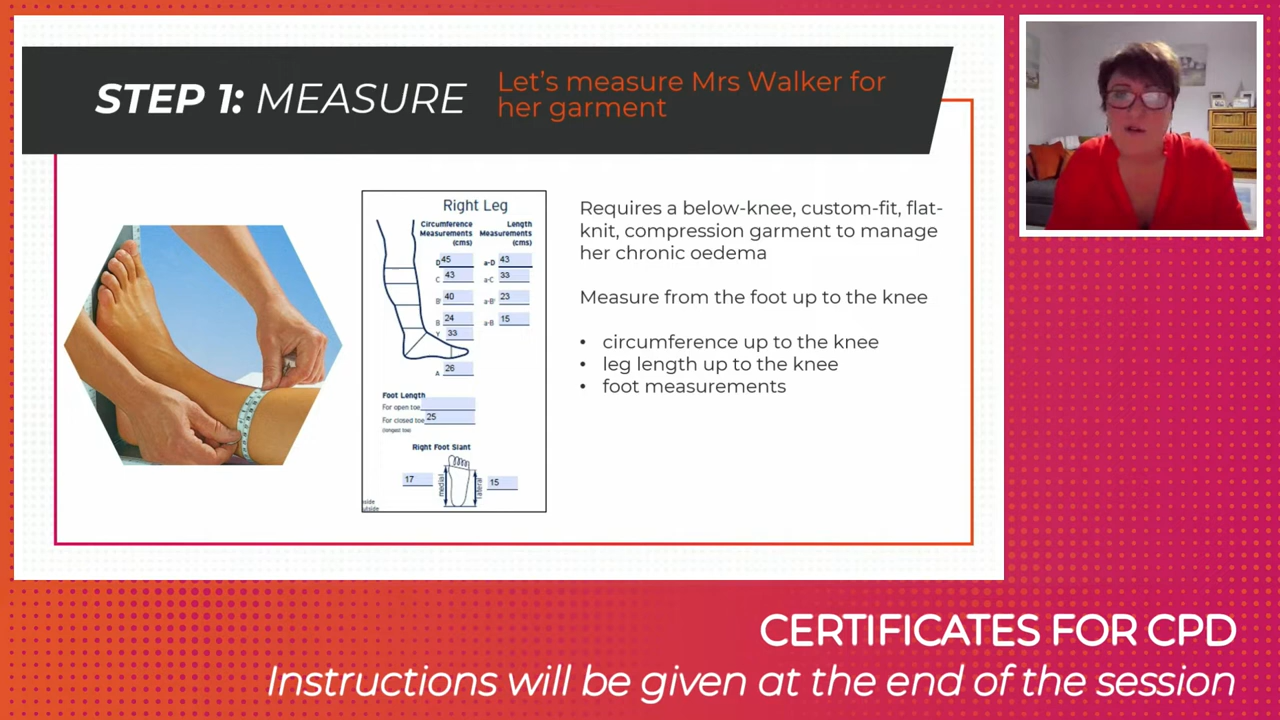 STEP 1: MEASURE
Let's measure Mrs Walker for
her garment
Right Leg
Circumference
Measurements
(cms)
Length
Measurements
(cms)
D 45 a-D 43
C 43 a-C 33
B' 40 a-B' 23
B 24 a-B 15
Y 33
A 26
Foot Length
For open toe
For closed toe 25
(longest toe)
Right Foot Slant
17 medial lateral 15
Requires a below-knee, custom-fit, flat-
knit, compression garment to manage
her chronic oedema
Measure from the foot up to the knee
• circumference up to the knee
• leg length up to the knee
• foot measurements
CERTIFICATES FOR CPD
Instructions will be given at the end of the session